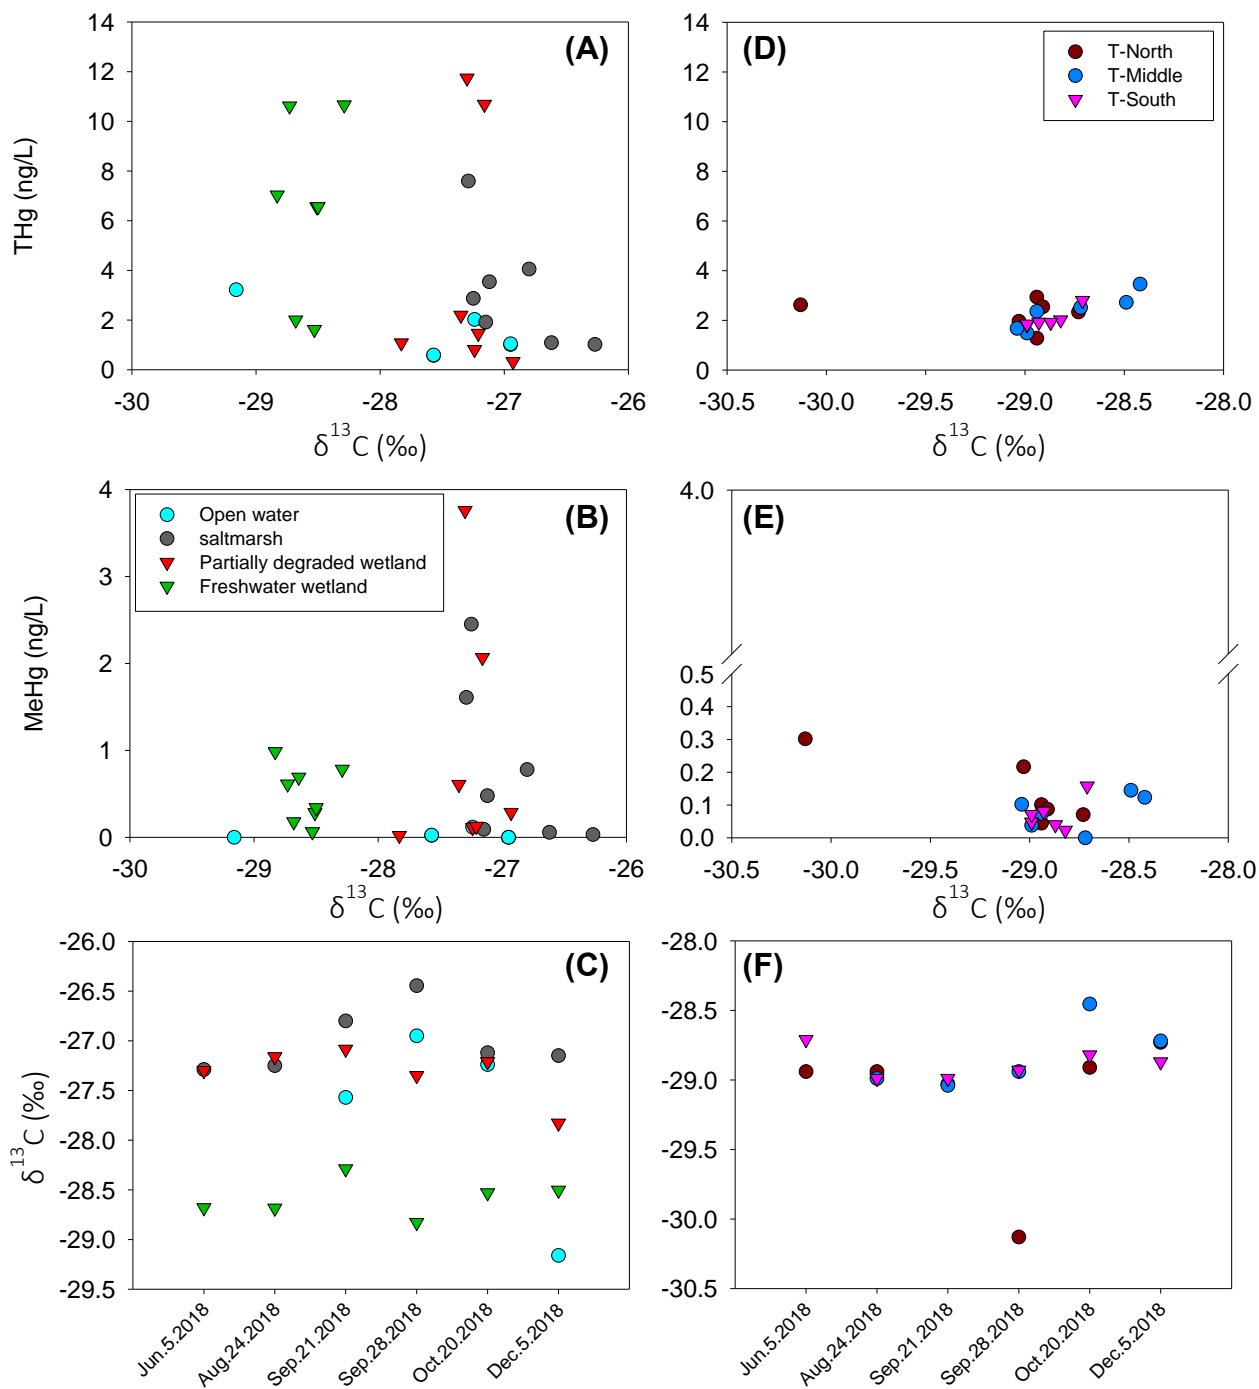 (A)
14
12
10
8
6
4
2
0
THg (ng/L)
-30 -29 -28 -27 -26
δ13C (‰)
(D)
T-North
T-Middle
T-South
14
12
10
8
6
4
2
0
-30.5 -30.0 -29.5 -29.0 -28.5 -28.0
δ13C (‰)
(B)
Open water
saltmarsh
Partially degraded wetland
Freshwater wetland
4
3
2
1
0
MeHg (ng/L)
-30 -29 -28 -27 -26
δ13C (‰)
(E)
4.0
0.5
0.4
0.3
0.2
0.1
0.0
-30.5 -30.0 -29.5 -29.0 -28.5 -28.0
δ13C (‰)
(C)
-26.0
-26.5
-27.0
-27.5
-28.0
-28.5
-29.0
-29.5
δ13C (‰)
Jun.5.2018
Aug.24.2018
Sep.21.2018
Sep.28.2018
Oct.20.2018
Dec.5.2018
(F)
-28.0
-28.5
-29.0
-29.5
-30.0
-30.5
Jun.5.2018
Aug.24.2018
Sep.21.2018
Sep.28.2018
Oct.20.2018
Dec.5.2018